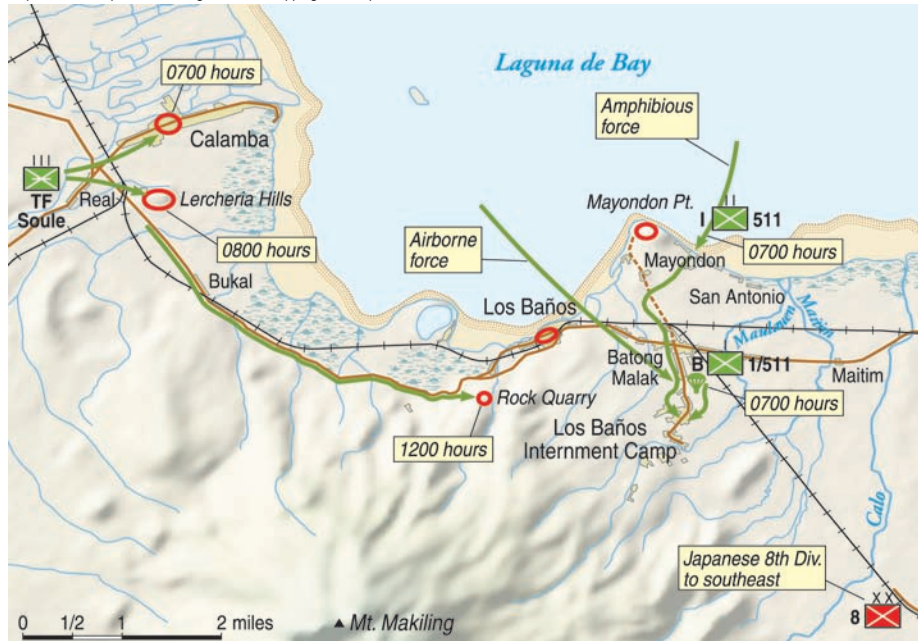 0700 hours
Calamba
Laguna de Bay
Amphibious
force
III
TF
Soule
Real
Lercheria Hills
0800 hours
Mayondon Pt.
I
II
511
0700 hours
Airborne
force
Mayondon
Bukal
San Antonio
Los Baños
Maitim
Batong
Malak
B
1/511
Maitim
Rock Quarry
0700 hours
Los Baños
Internment Camp
1200 hours
Calo
Japanese 8th Div.
to southeast
XX
8
0 1/2 1 2 miles
▲ Mt. Makiling